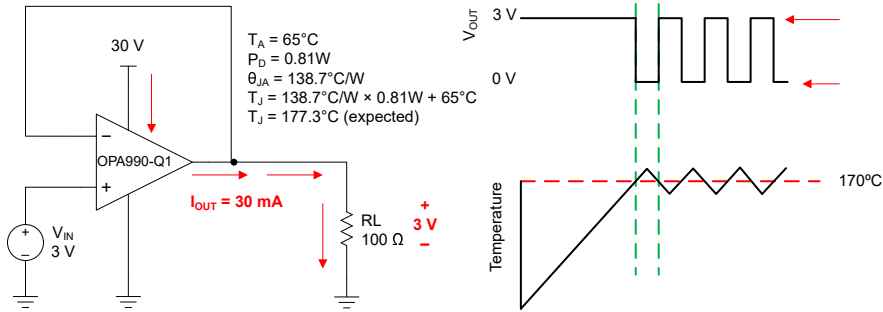 30 V
T_A = 65°C
P_D = 0.81W
θ_JA = 138.7°C/W
T_J = 138.7°C/W × 0.81W + 65°C
T_J = 177.3°C (expected)
−
OPA990-Q1
+
I_OUT = 30 mA
+
−
V_IN
3 V
RL
100 Ω
+
3 V
−
V_OUT
3 V
0 V
Temperature
170ºC